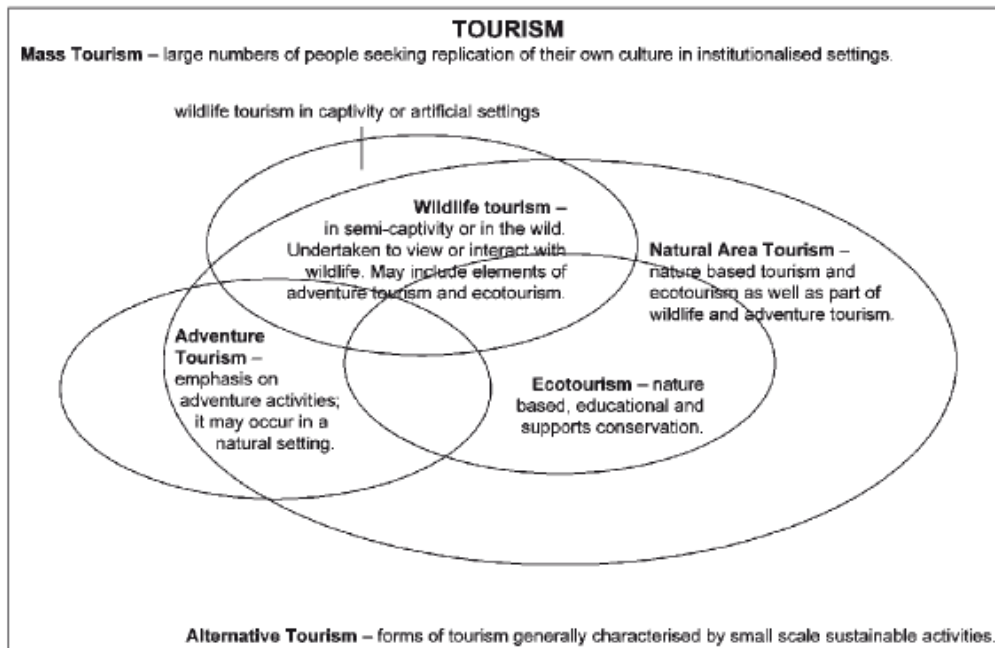 TOURISM
Mass Tourism – large numbers of people seeking replication of their own culture in institutionalised settings.
wildlife tourism in captivity or artificial settings
Wildlife tourism –
in semi-captivity or in the wild.
Undertaken to view or interact with
wildlife. May include elements of
adventure tourism and ecotourism.
Natural Area Tourism –
nature based tourism and
ecotourism as well as part of
wildlife and adventure tourism.
Adventure
Tourism –
emphasis on
adventure activities;
it may occur in a
natural setting.
Ecotourism – nature
based, educational and
supports conservation.
Alternative Tourism – forms of tourism generally characterised by small scale sustainable activities.